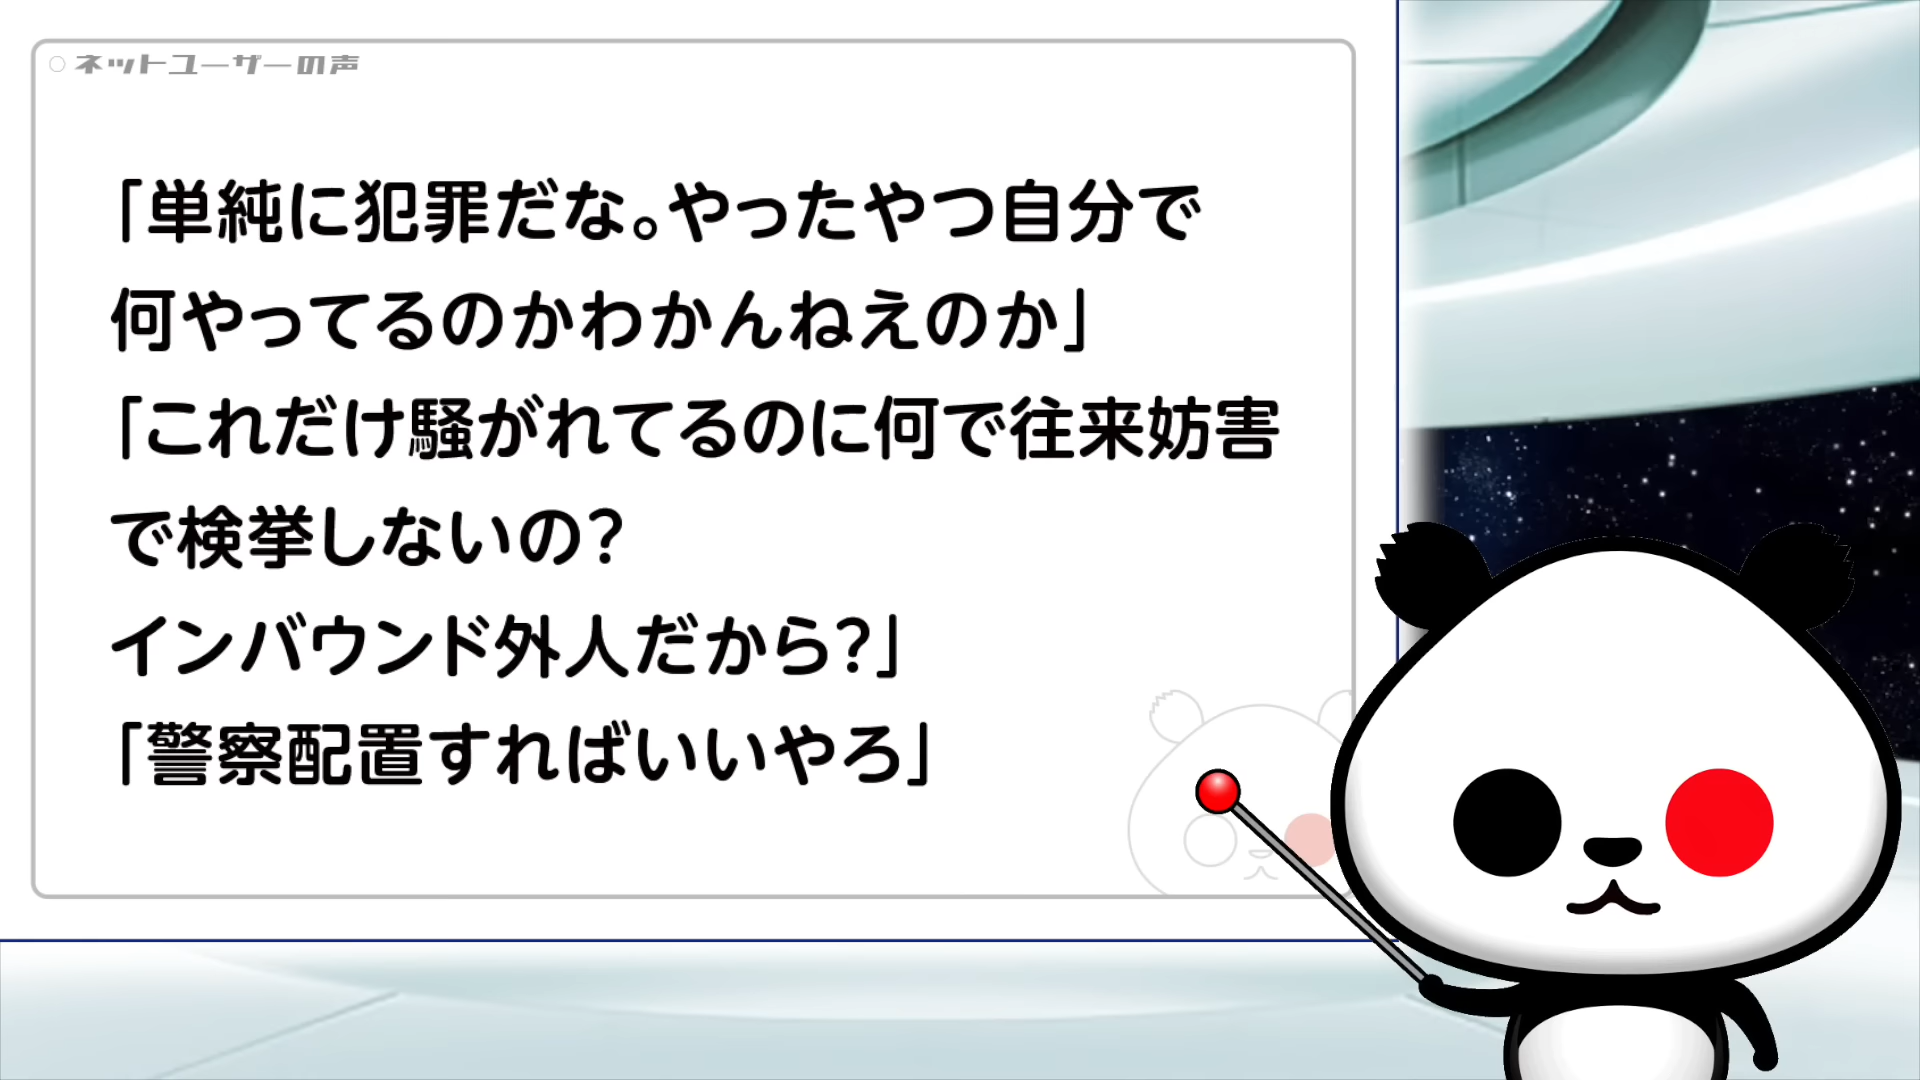 ネットユーザーの声
「単純に犯罪だな。やったやつ自分で
何やってるのかわかんねえのか」
「これだけ騒がれてるのに何で往来妨害
で検挙しないの？
インバウンド外人だから？」
「警察配置すればいいやろ」